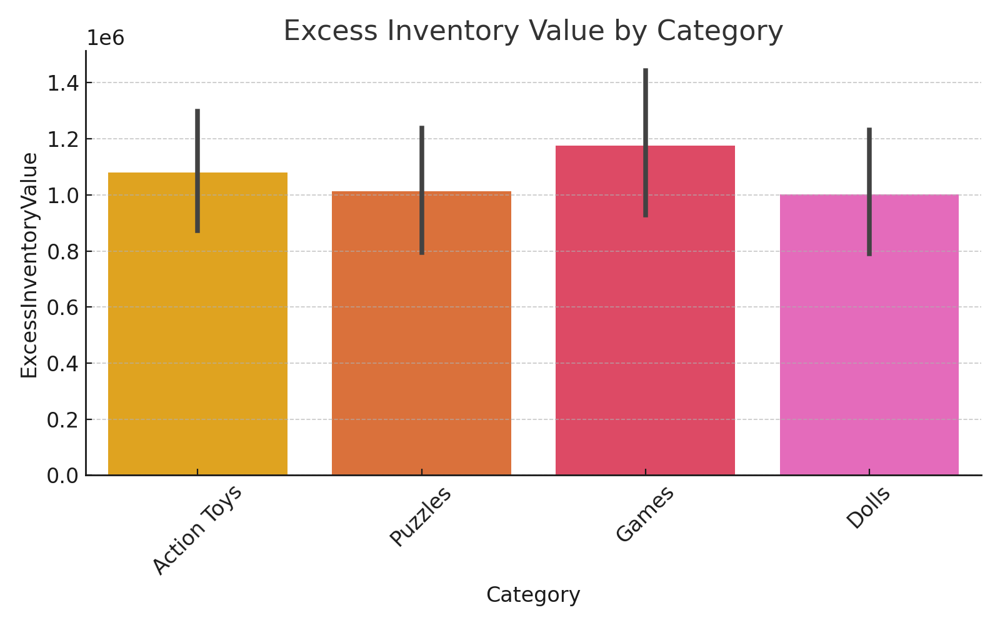 Excess Inventory Value by Category
1e6
1.4
1.2
1.0
0.8
0.6
0.4
0.2
0.0
ExcessInventoryValue
Action Toys
Puzzles
Games
Dolls
Category